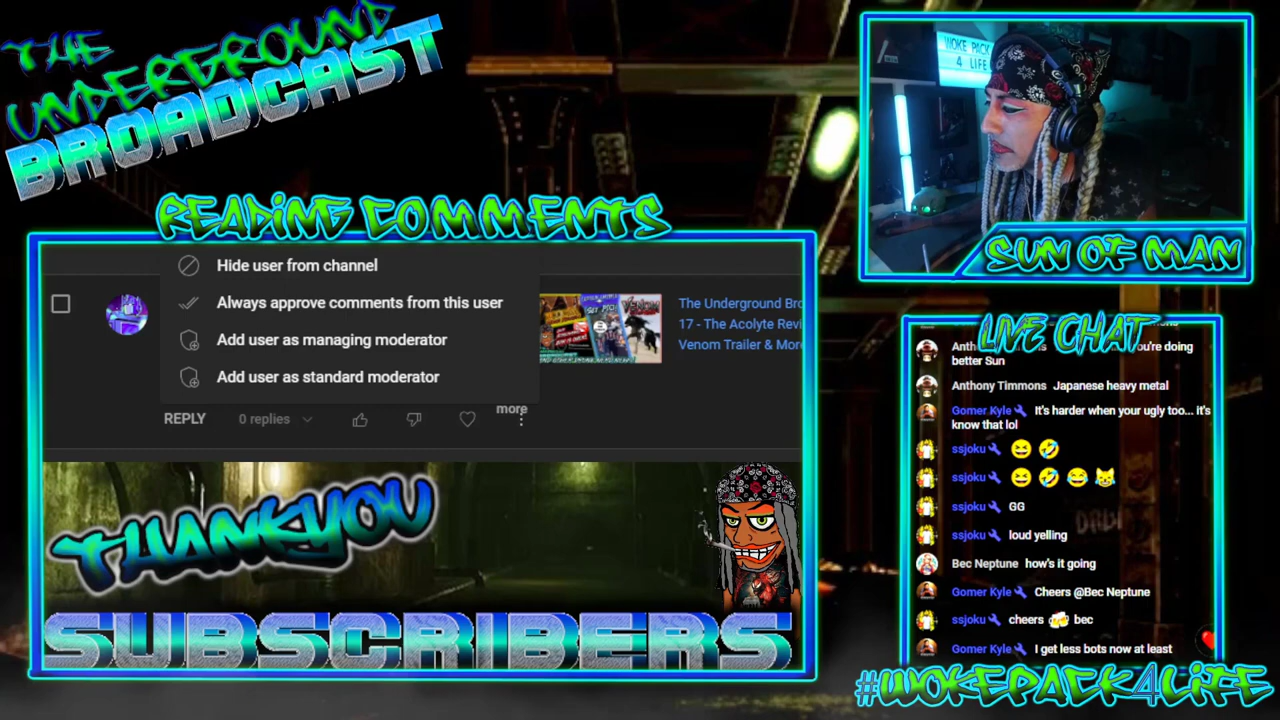 THE
UNDERGROUND
BROADCAST
WOKE PACK
4 LIFE
READING COMMENTS
SUN OF MAN
Hide user from channel
Always approve comments from this user
Add user as managing moderator
Add user as standard moderator
The Underground Bro
17 - The Acolyte Revi
Venom Trailer & More
REPLY
0 replies
more
THANKYOU
SUBSCRIBERS
LIVE CHAT
you're doing
better Sun
Anthony Timmons Japanese heavy metal
Gomer Kyle It's harder when your ugly too... it's
know that lol
ssjoku
ssjoku
ssjoku GG
ssjoku loud yelling
Bec Neptune how's it going
Gomer Kyle Cheers @Bec Neptune
ssjoku cheers bec
Gomer Kyle I get less bots now at least
#WOKEPACK4LIFE